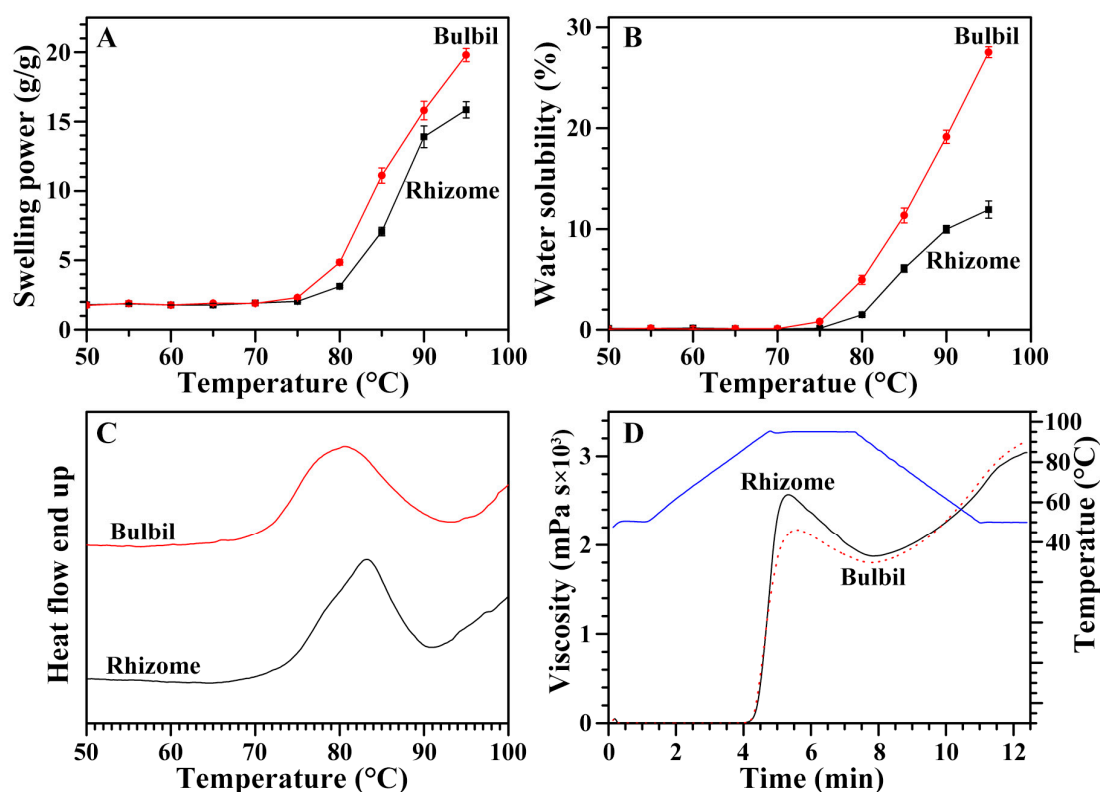 A
Bulbil
Rhizome
Swelling power (g/g)
20
15
10
5
0
50 60 70 80 90 100
Temperature (°C)
B
Bulbil
Rhizome
Water solubility (%)
30
20
10
0
50 60 70 80 90 100
Temperatue (°C)
C
Bulbil
Rhizome
Heat flow end up
50 60 70 80 90 100
Temperature (°C)
D
Rhizome
Bulbil
Viscosity (mPa s×10³)
3
2
1
0
0 2 4 6 8 10 12
Time (min)
95
85
60
40
Temperatue (°C)